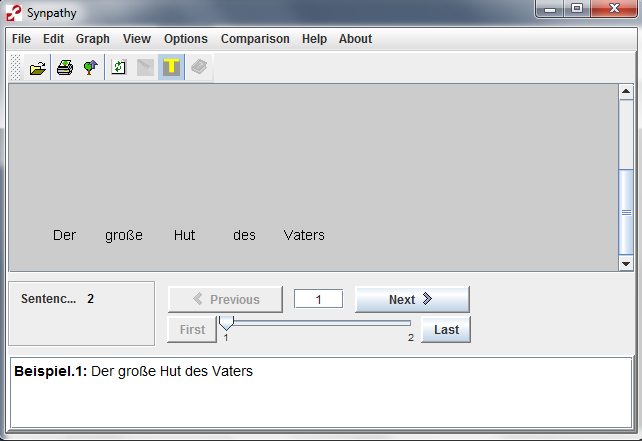 Synpathy
File Edit Graph View Options Comparison Help About
T
Der große Hut des Vaters
Sentenc... 2
Previous 1 Next
First 1 2 Last
Beispiel.1: Der große Hut des Vaters